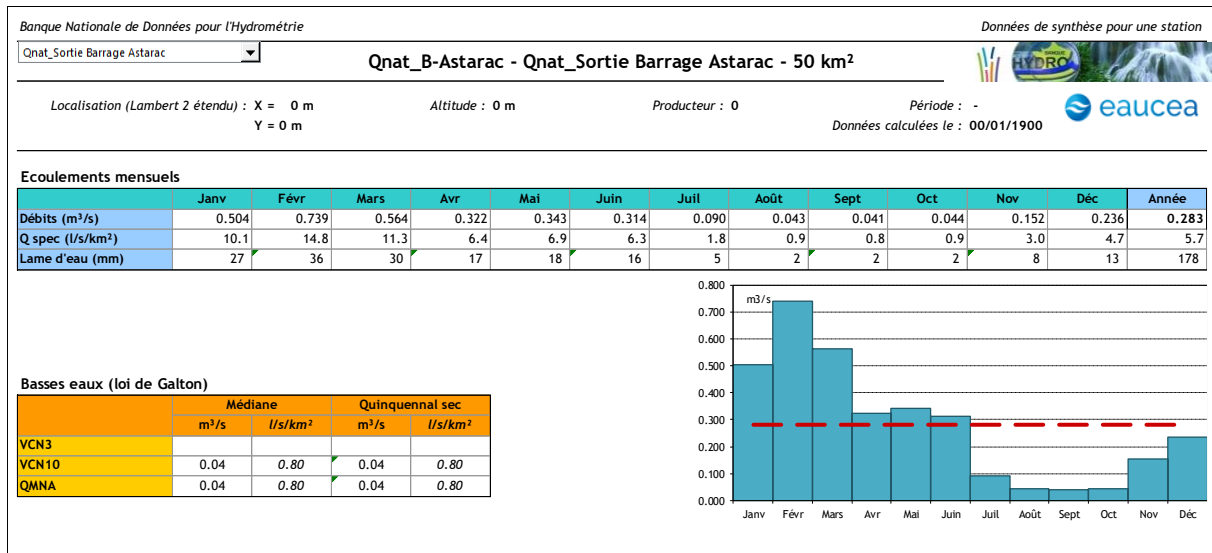 Banque Nationale de Données pour l'Hydrométrie Données de synthèse pour une station
Qnat_Sortie Barrage Astarac
Qnat_B-Astarac - Qnat_Sortie Barrage Astarac - 50 km²
BANQUE
HYDRO
Localisation (Lambert 2 étendu) : X = 0 m Altitude : 0 m Producteur : 0 Période : -
Y = 0 m Données calculées le : 00/01/1900
eaucea
Ecoulements mensuels
Janv Févr Mars Avr Mai Juin Juil Août Sept Oct Nov Déc Année
Débits (m³/s) 0.504 0.739 0.564 0.322 0.343 0.314 0.090 0.043 0.041 0.044 0.152 0.236 0.283
Q spec (l/s/km²) 10.1 14.8 11.3 6.4 6.9 6.3 1.8 0.9 0.8 0.9 3.0 4.7 5.7
Lame d'eau (mm) 27 36 30 17 18 16 5 2 2 2 8 13 178
Basses eaux (loi de Galton)
Médiane Quinquennal sec
m³/s l/s/km² m³/s l/s/km²
VCN3
VCN10 0.04 0.80 0.04 0.80
QMNA 0.04 0.80 0.04 0.80
m3/s
0.800
0.700
0.600
0.500
0.400
0.300
0.200
0.100
0.000
Janv Févr Mars Avr Mai Juin Juil Août Sept Oct Nov Déc